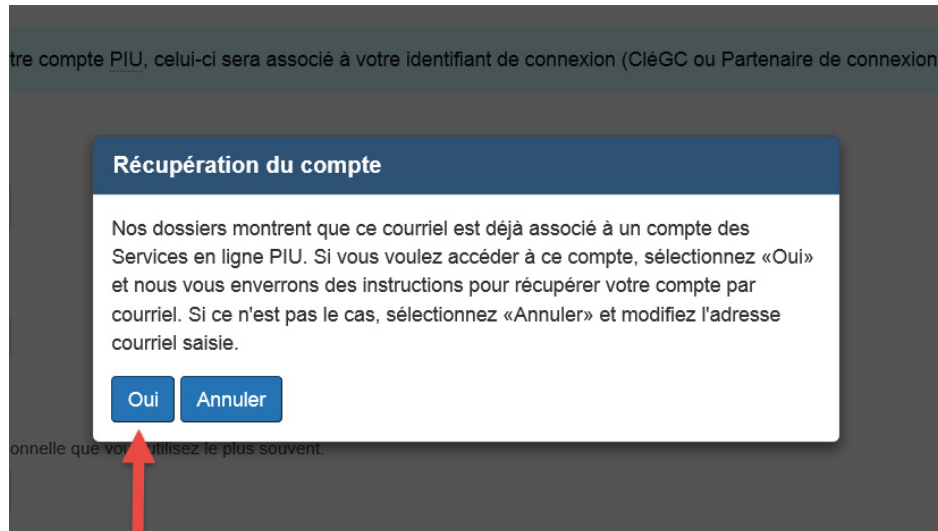 tre compte PIU, celui-ci sera associé à votre identifiant de connexion (CléGC ou Partenaire de connexion
Récupération du compte
Nos dossiers montrent que ce courriel est déjà associé à un compte des
Services en ligne PIU. Si vous voulez accéder à ce compte, sélectionnez «Oui»
et nous vous enverrons des instructions pour récupérer votre compte par
courriel. Si ce n'est pas le cas, sélectionnez «Annuler» et modifiez l'adresse
courriel saisie.
Oui Annuler
onnelle que vous utilisez le plus souvent.